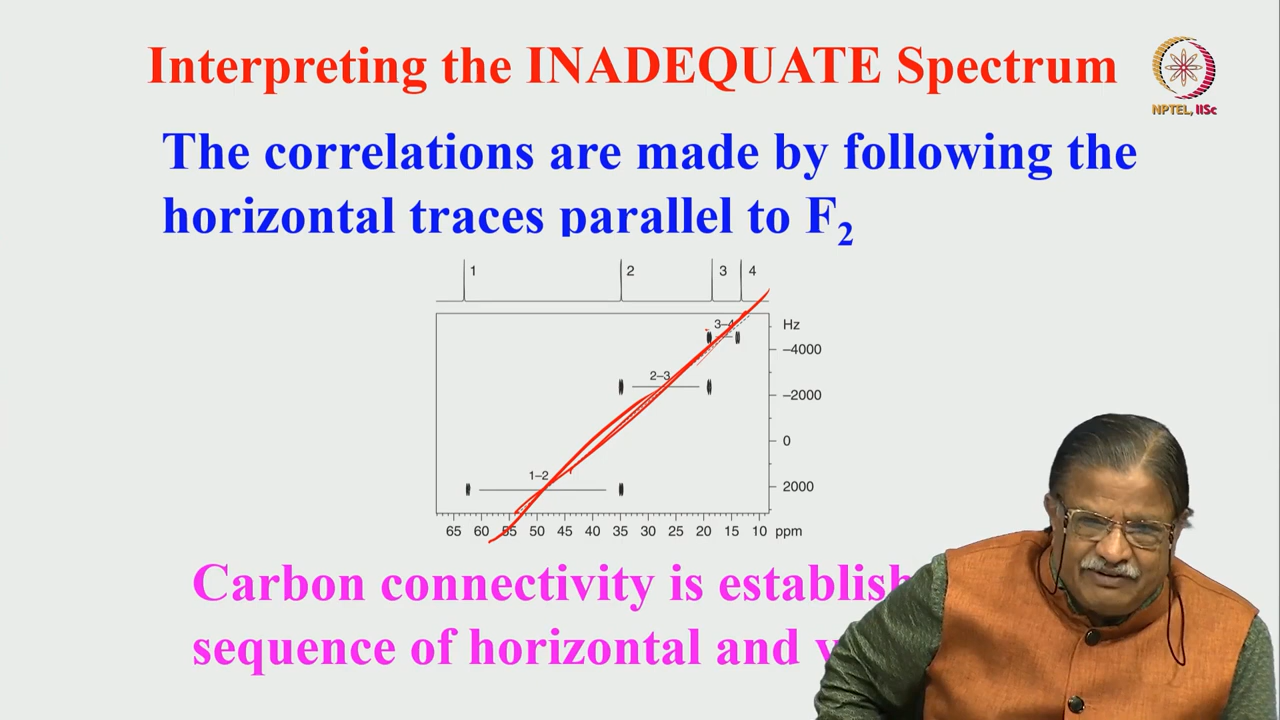 Interpreting the INADEQUATE Spectrum
NPTEL, IISc
The correlations are made by following the
horizontal traces parallel to F2
1 2 3 4
3–4 Hz
–4000
2–3 –2000
0
1–2 2000
65 60 55 50 45 40 35 30 25 20 15 10 ppm
Carbon connectivity is
sequence of horizontal and